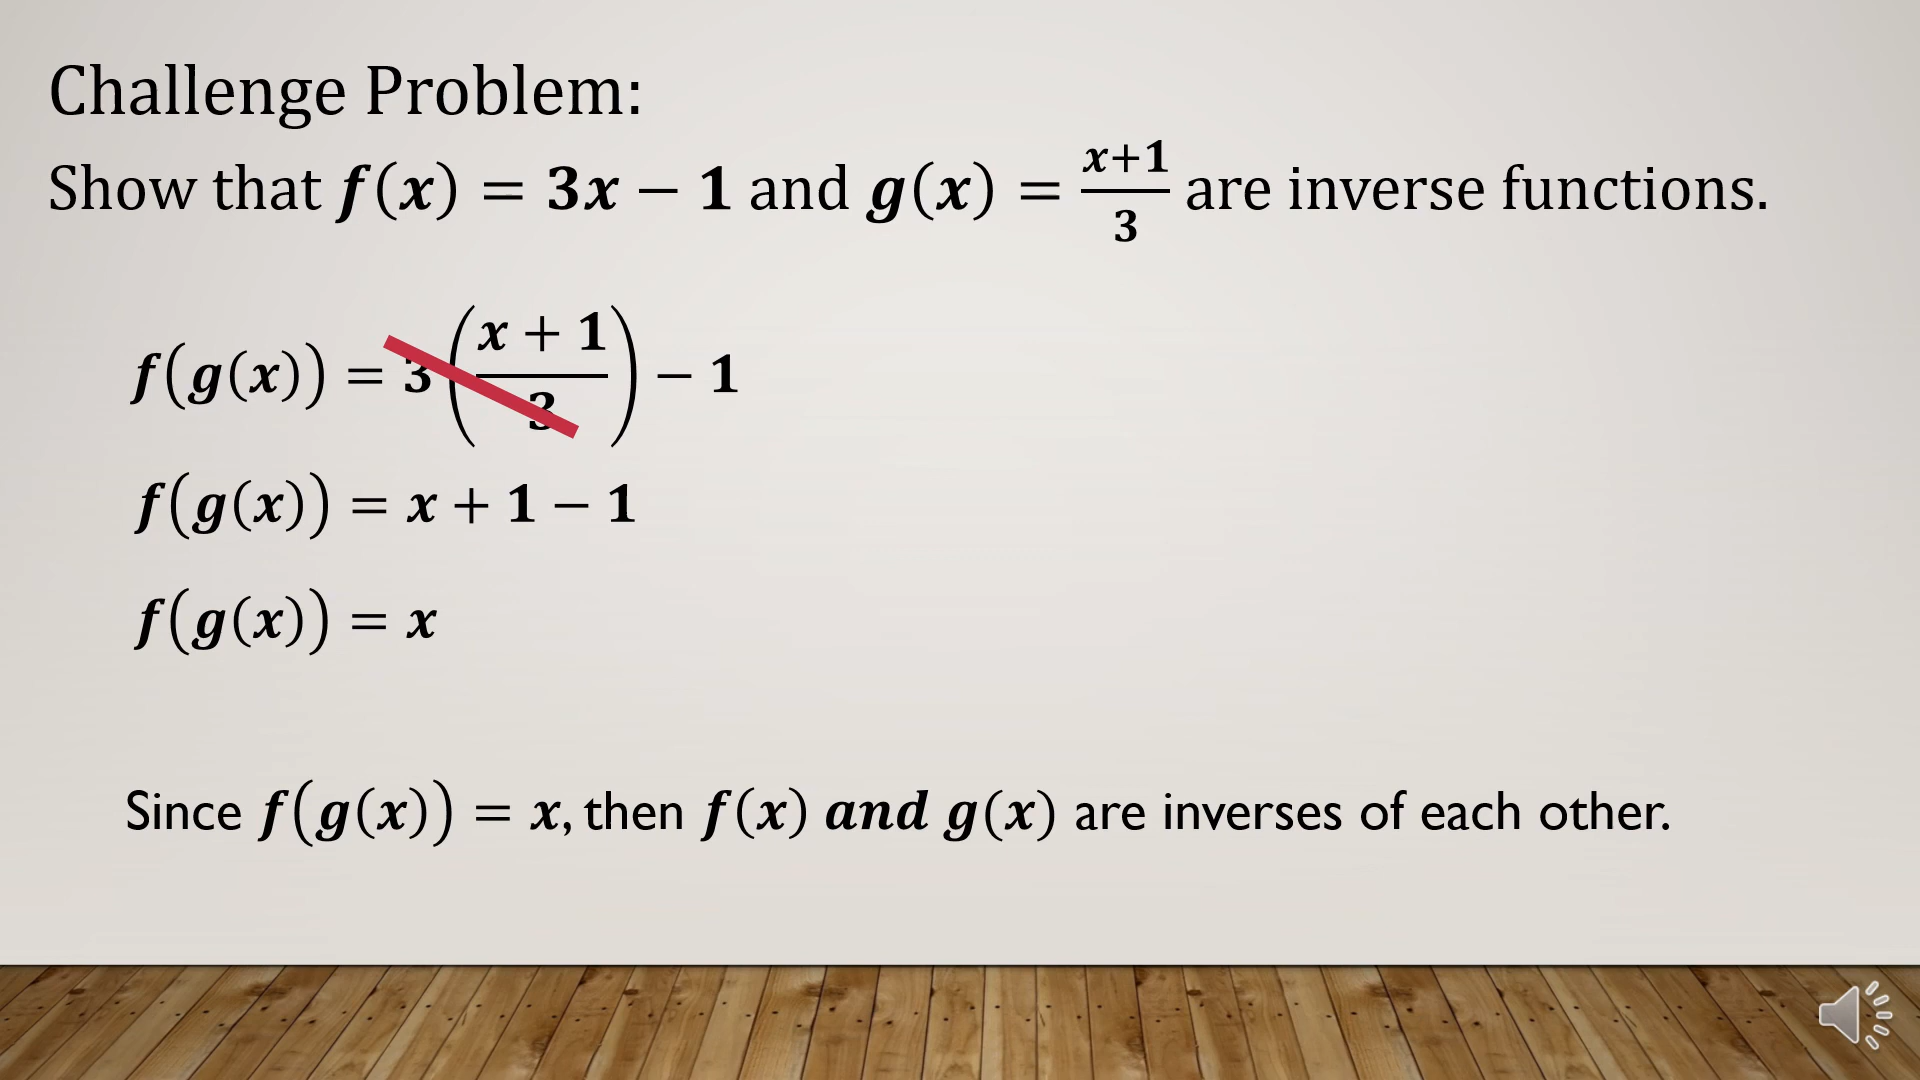 Challenge Problem:
Show that f(x) = 3x − 1 and g(x) = (x+1)/3 are inverse functions.
f(g(x)) = 3((x + 1)/3) − 1
f(g(x)) = x + 1 − 1
f(g(x)) = x
Since f(g(x)) = x, then f(x) and g(x) are inverses of each other.